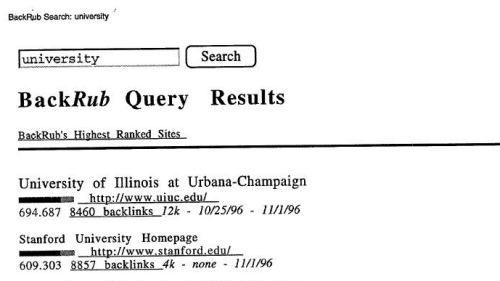 BackRub Search: university
university Search
BackRub Query Results
BackRub's Highest Ranked Sites
University of Illinois at Urbana-Champaign
http://www.uiuc.edu/
694.687 8460 backlinks 12k - 10/25/96 - 11/1/96
Stanford University Homepage
http://www.stanford.edu/
609.303 8857 backlinks 4k - none - 11/1/96